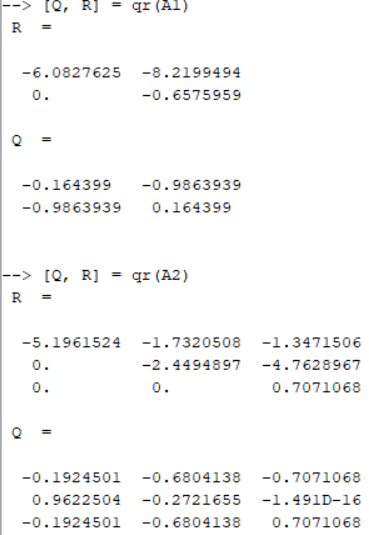 --> [Q, R] = qr(A1)
R =
-6.0827625 -8.2199494
0. -0.6575959
Q =
-0.164399 -0.9863939
-0.9863939 0.164399
--> [Q, R] = qr(A2)
R =
-5.1961524 -1.7320508 -1.3471506
0. -2.4494897 -4.7628967
0. 0. 0.7071068
Q =
-0.1924501 -0.6804138 -0.7071068
0.9622504 -0.2721655 -1.491D-16
-0.1924501 -0.6804138 0.7071068